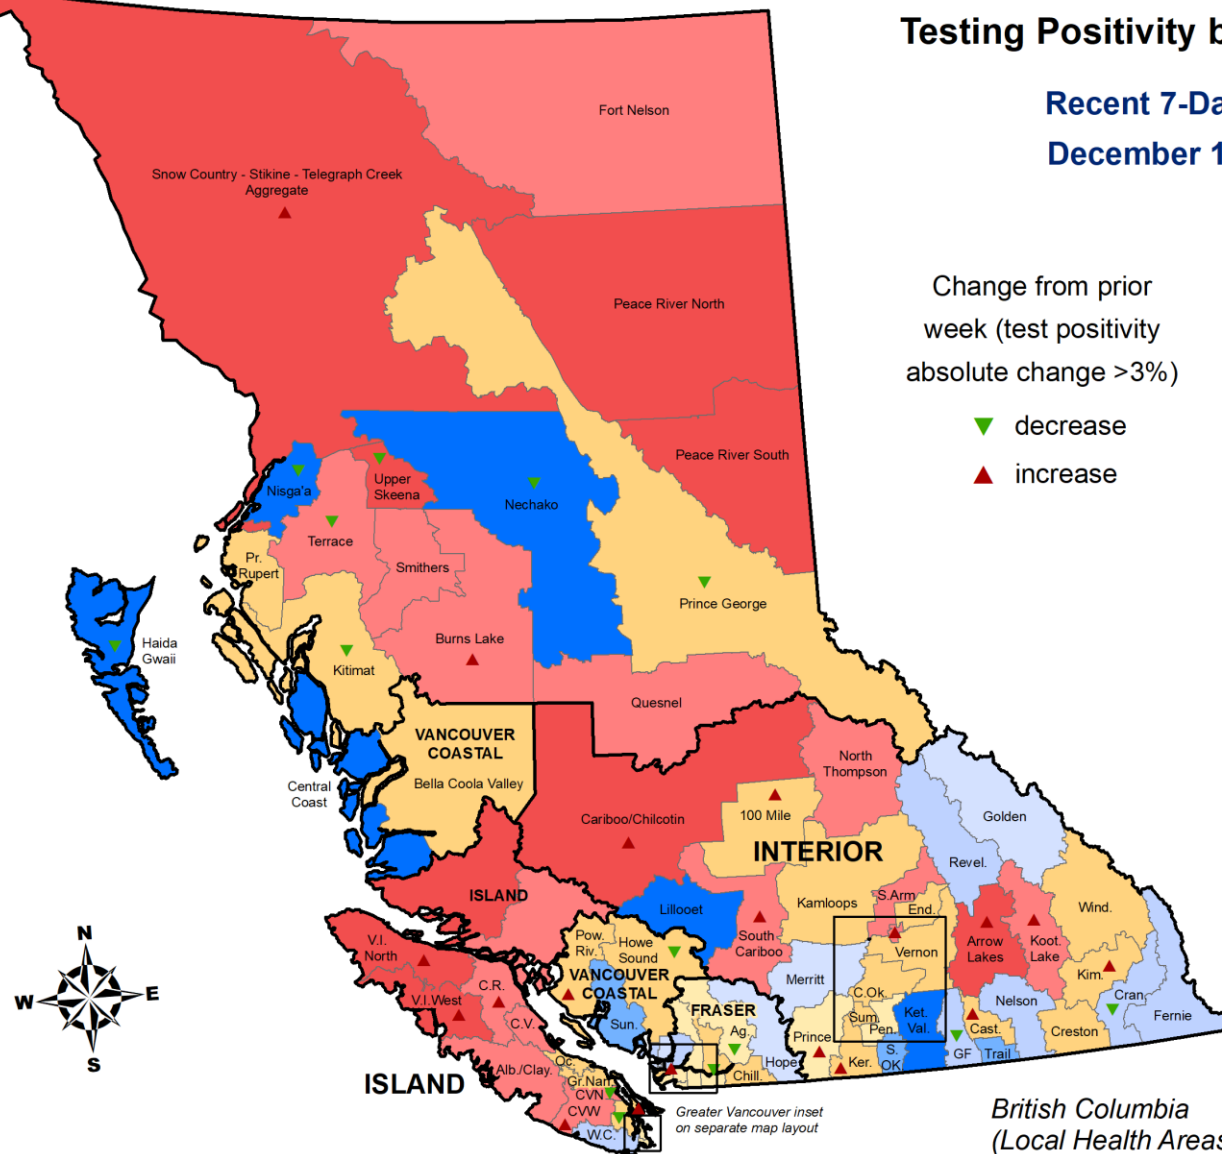 Testing Positivity b
Recent 7-Da
December 1
Change from prior
week (test positivity
absolute change >3%)
decrease
increase
Fort Nelson
Snow Country - Stikine - Telegraph Creek
Aggregate
Peace River North
Peace River South
Upper
Skeena
Nisga'a
Nechako
Terrace
Pr.
Rupert
Smithers
Prince George
Haida
Gwaii
Burns Lake
Kitimat
Quesnel
VANCOUVER
COASTAL
Bella Coola Valley
Central
Coast
North
Thompson
100 Mile
Cariboo/Chilcotin
Golden
INTERIOR
Revel.
ISLAND
Lillooet
Kamloops
S.Arm
End.
Wind.
South
Cariboo
Arrow
Lakes
Koot.
Lake
V.I.
North
Pow.
Riv.
Howe
Sound
Vernon
VANCOUVER
COASTAL
Merritt
Kim.
C.R.
V.I.West
C.Ok.
Nelson
Cran.
Fernie
FRASER
Sum.
Pen.
Ket.
Val.
C.V.
Sun.
Ag.
Prince
Cast.
Creston
Oc.
Hope
Ker.
S.
OK
GF
Trail
Alb./Clay.
Gr.Nan.
Chill.
CVN
CVW
W.C.
ISLAND
Greater Vancouver inset
on separate map layout
N
W
E
S
British Columbia
(Local Health Areas